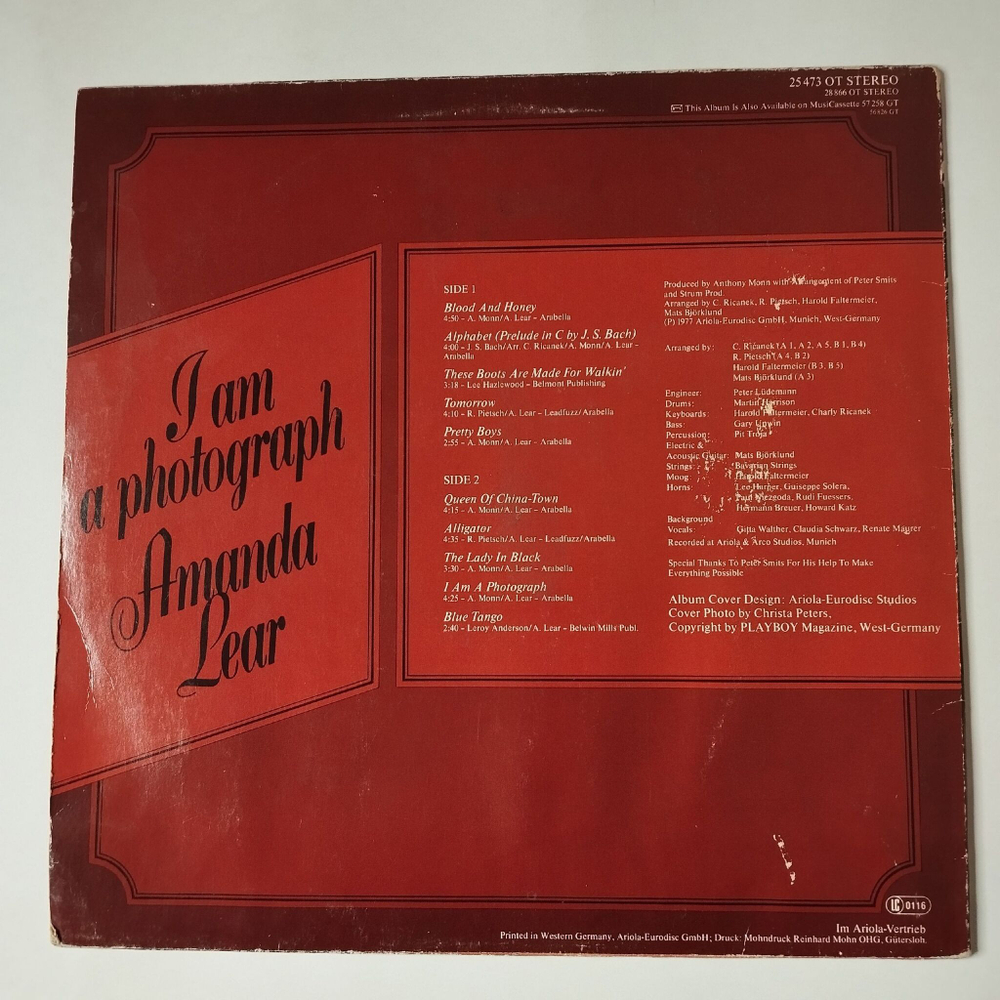 25 473 OT STEREO
28 866 OT STEREO
This Album Is Also Available on MusiCassette 57 258 GT
56 826 GT
I am
a photograph
Amanda
Lear
SIDE 1
Blood And Honey
4:50 – A. Monn/A. Lear – Arabella
Alphabet (Prelude in C by J. S. Bach)
4:00 – J. S. Bach/Arr. C. Ricanek/A. Monn/A. Lear –
Arabella
These Boots Are Made For Walkin'
3:18 – Lee Hazlewood – Belmont Publishing
Tomorrow
4:10 – R. Pietsch/A. Lear – Leadfuzz/Arabella
Pretty Boys
2:55 – A. Monn/A. Lear – Arabella
SIDE 2
Queen Of China-Town
4:15 – A. Monn/A. Lear – Arabella
Alligator
4:35 – R. Pietsch/A. Lear – Leadfuzz/Arabella
The Lady In Black
3:30 – A. Monn/A. Lear – Arabella
I Am A Photograph
4:25 – A. Monn/A. Lear – Arabella
Blue Tango
2:40 – Leroy Anderson/A. Lear – Belwin Mills Publ.
Produced by Anthony Monn with Arrangement of Peter Smits
and Strum Prod.
Arranged by C. Ricanek, R. Pietsch, Harold Faltermeier,
Mats Björklund
(P) 1977 Ariola-Eurodisc GmbH, Munich, West-Germany
Arranged by: C. Ricanek (A 1, A 2, A 5, B 1, B 4)
R. Pietsch (A 4, B 2)
Harold Faltermeier (B 3, B 5)
Mats Björklund (A 3)
Engineer: Peter Lüdemann
Drums: Martin Harrison
Keyboards: Harold Faltermeier, Charly Ricanek
Bass: Gary Unwin
Percussion: Pit Troja
Electric &
Acoustic Guitar: Mats Björklund
Strings: Bavarian Strings
Moog: Harold Faltermeier
Horns: Lee Harper, Guiseppe Solera,
Paul Niezgoda, Rudi Fuessers,
Hermann Breuer, Howard Katz
Background
Vocals: Gitta Walther, Claudia Schwarz, Renate Maurer
Recorded at Ariola & Arco Studios, Munich
Special Thanks To Peter Smits For His Help To Make
Everything Possible
Album Cover Design: Ariola-Eurodisc Studios
Cover Photo by Christa Peters,
Copyright by PLAYBOY Magazine, West-Germany
LC 0116
Im Ariola-Vertrieb
Printed in Western Germany, Ariola-Eurodisc GmbH; Druck: Mohndruck Reinhard Mohn OHG, Gütersloh.